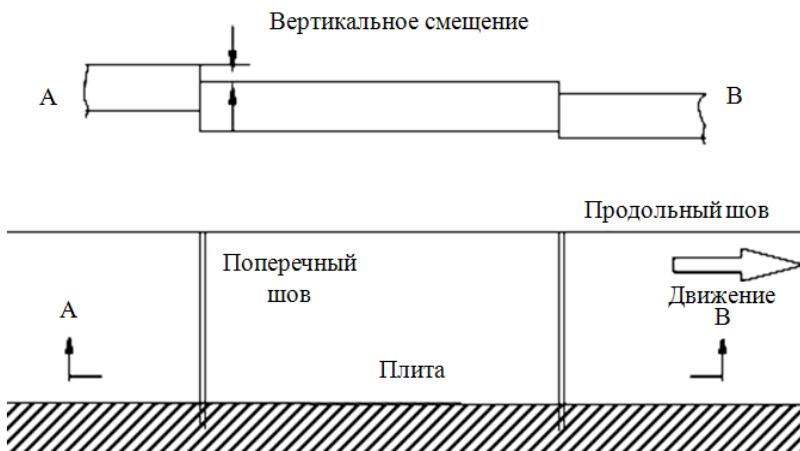 Вертикальное смещение
А
В
Продольный шов
Поперечный
шов
Движение
А
В
Плита